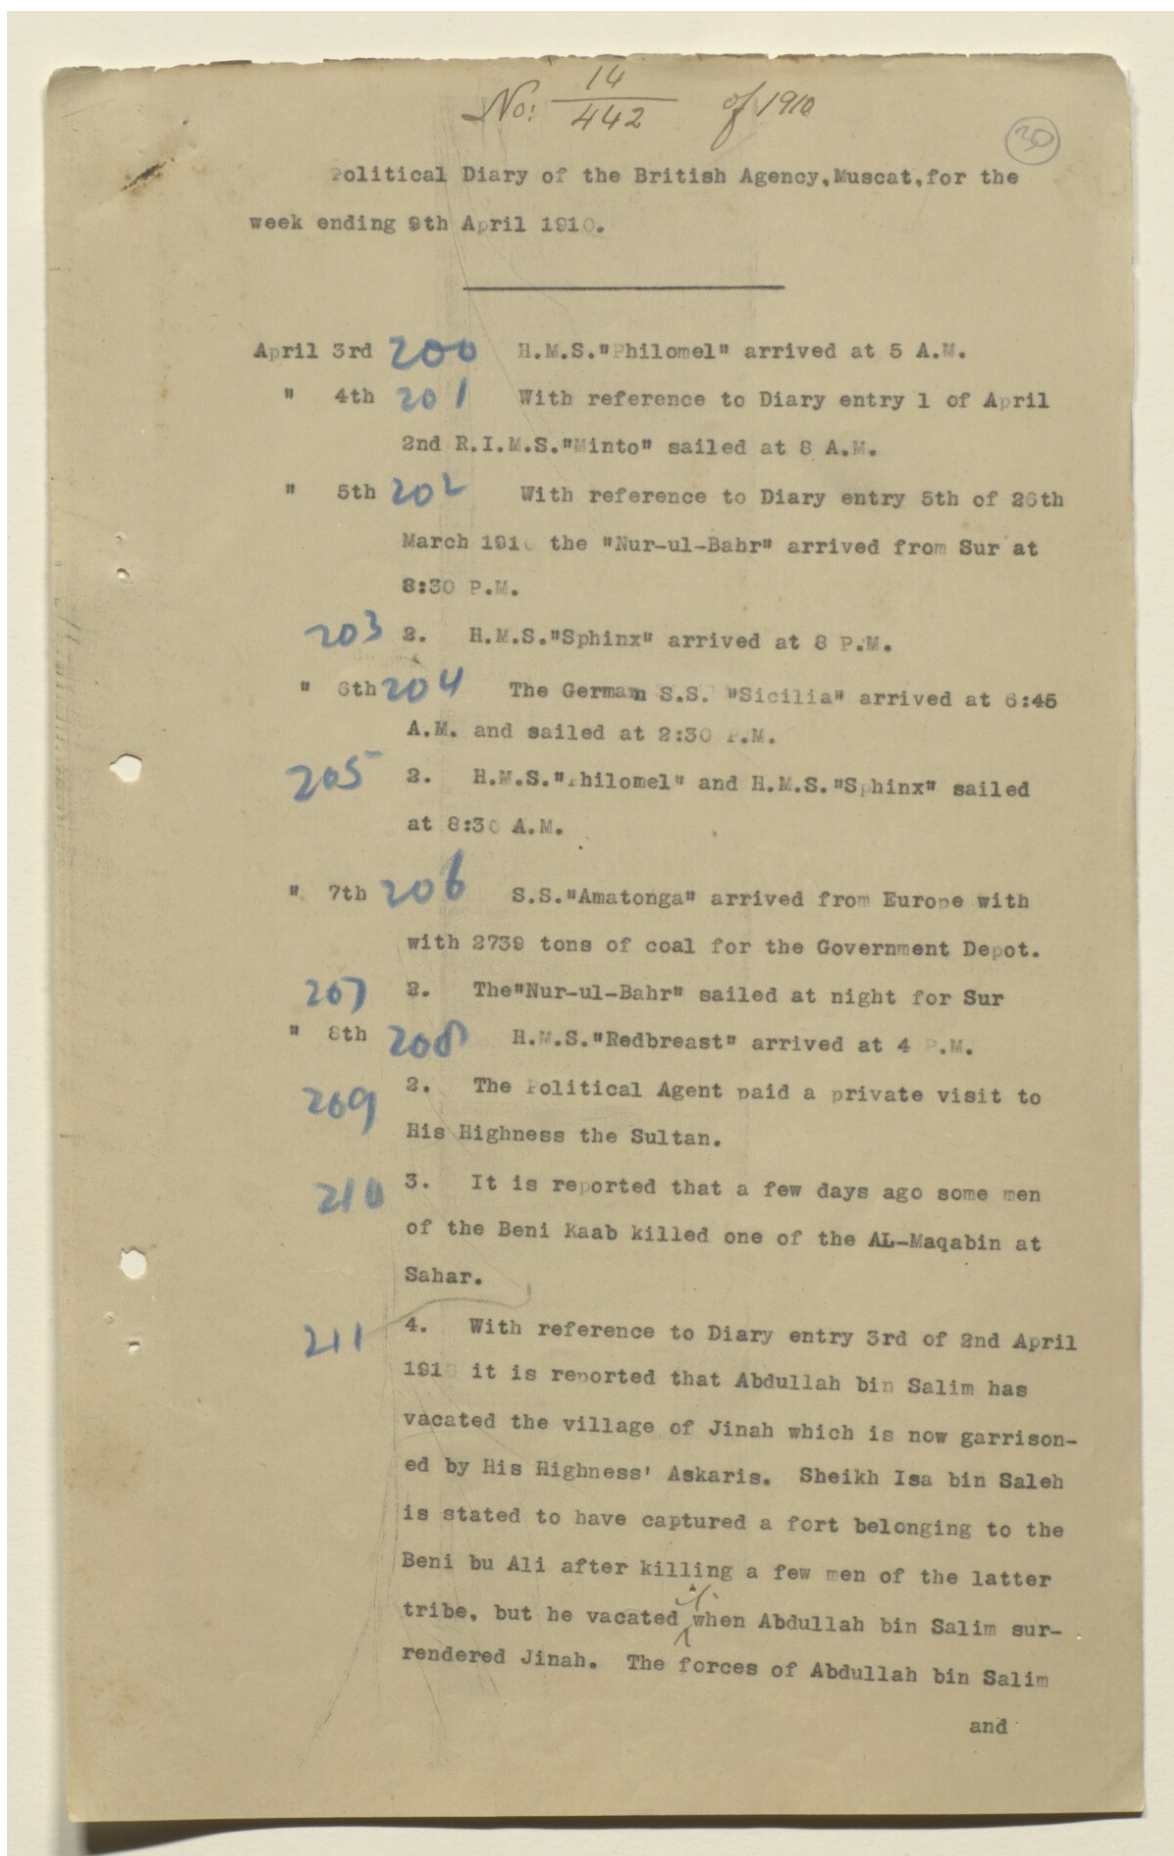 No: 14/442 of 1910
30
Political Diary of the British Agency,Muscat,for the
week ending 9th April 1910.
April 3rd 200 H.M.S."Philomel" arrived at 5 A.M.
" 4th 201 With reference to Diary entry 1 of April
2nd R.I.M.S."Minto" sailed at 8 A.M.
" 5th 202 With reference to Diary entry 5th of 26th
March 1910 the "Nur-ul-Bahr" arrived from Sur at
8:30 P.M.
203 2. H.M.S."Sphinx" arrived at 8 P.M.
" 6th 204 The German S.S. "Sicilia" arrived at 6:45
A.M. and sailed at 2:30 P.M.
205 2. H.M.S."Philomel" and H.M.S."Sphinx" sailed
at 8:30 A.M.
" 7th 206 S.S."Amatonga" arrived from Europe with
with 2739 tons of coal for the Government Depot.
207 2. The"Nur-ul-Bahr" sailed at night for Sur
" 8th 208 H.M.S."Redbreast" arrived at 4 P.M.
209 2. The Political Agent paid a private visit to
His Highness the Sultan.
210 3. It is reported that a few days ago some men
of the Beni Kaab killed one of the AL-Maqabin at
Sahar.
211 4. With reference to Diary entry 3rd of 2nd April
1910 it is reported that Abdullah bin Salim has
vacated the village of Jinah which is now garrison-
ed by His Highness' Askaris. Sheikh Isa bin Saleh
is stated to have captured a fort belonging to the
Beni bu Ali after killing a few men of the latter
tribe, but he vacated it when Abdullah bin Salim sur-
rendered Jinah. The forces of Abdullah bin Salim
and